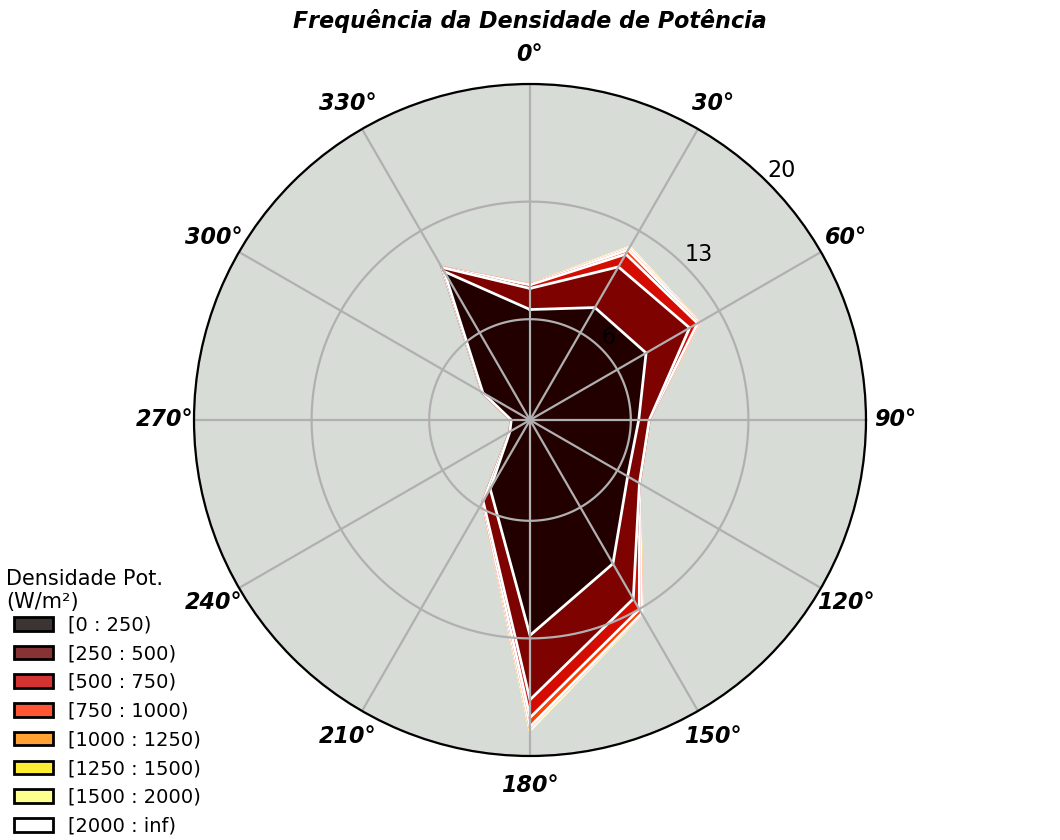 Frequência da Densidade de Potência
0°
330°
30°
20
300°
60°
13
6
270°
90°
240°
120°
210°
150°
180°
Densidade Pot.
(W/m²)
[0 : 250)
[250 : 500)
[500 : 750)
[750 : 1000)
[1000 : 1250)
[1250 : 1500)
[1500 : 2000)
[2000 : inf)